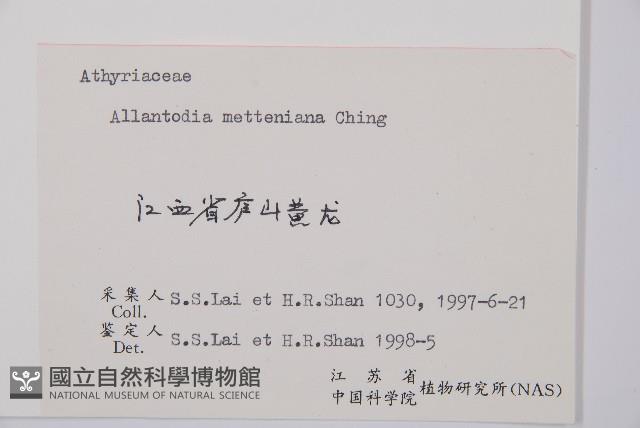 Athyriaceae
Allantodia metteniana Ching
江西省庐山黄龙
采集人 S.S.Lai et H.R.Shan 1030, 1997-6-21
Coll.
鉴定人 S.S.Lai et H.R.Shan 1998-5
Det.
江苏省
中国科学院 植物研究所(NAS)
國立自然科學博物館
NATIONAL MUSEUM OF NATURAL SCIENCE